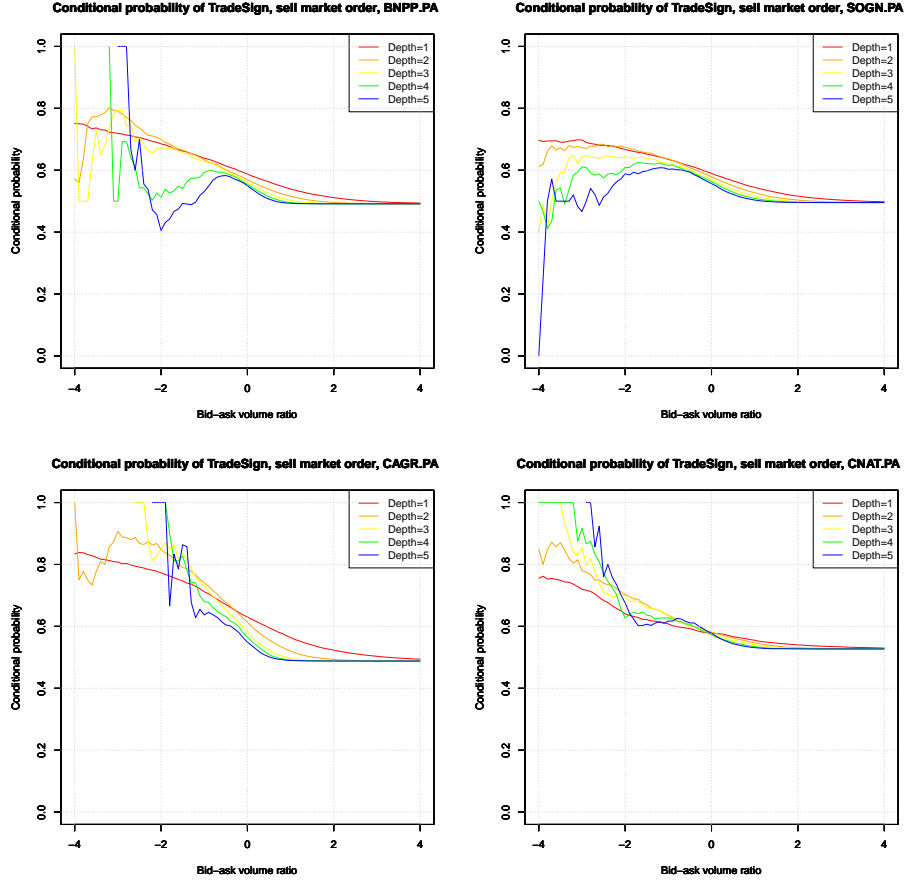 Conditional probability of TradeSign, sell market order, BNPP.PA
Conditional probability
1.0
0.8
0.6
0.4
0.2
0.0
Depth=1
Depth=2
Depth=3
Depth=4
Depth=5
−4 −2 0 2 4
Bid−ask volume ratio
Conditional probability of TradeSign, sell market order, SOGN.PA
Conditional probability
1.0
0.8
0.6
0.4
0.2
0.0
Depth=1
Depth=2
Depth=3
Depth=4
Depth=5
−4 −2 0 2 4
Bid−ask volume ratio
Conditional probability of TradeSign, sell market order, CAGR.PA
Conditional probability
1.0
0.8
0.6
0.4
0.2
0.0
Depth=1
Depth=2
Depth=3
Depth=4
Depth=5
−4 −2 0 2 4
Bid−ask volume ratio
Conditional probability of TradeSign, sell market order, CNAT.PA
Conditional probability
1.0
0.8
0.6
0.4
0.2
0.0
Depth=1
Depth=2
Depth=3
Depth=4
Depth=5
−4 −2 0 2 4
Bid−ask volume ratio